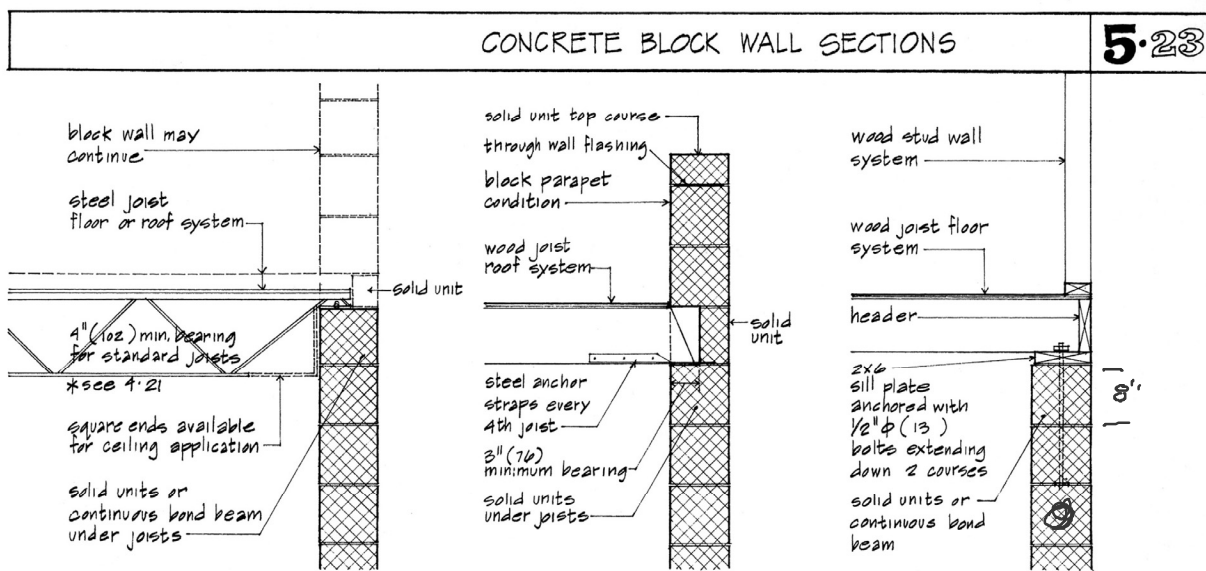 CONCRETE BLOCK WALL SECTIONS
5·23
block wall may
continue
steel joist
floor or roof system
solid unit
4"(102) min. bearing
for standard joists
*see 4·21
square ends available
for ceiling application
solid units or
continuous bond beam
under joists
solid unit top course
through wall flashing
block parapet
condition
wood joist
roof system
solid
unit
steel anchor
straps every
4th joist
3"(76)
minimum bearing
solid units
under joists
wood stud wall
system
wood joist floor
system
header
2x6
sill plate
anchored with
1/2"ϕ (13)
bolts extending
down 2 courses
solid units or
continuous bond
beam
8"